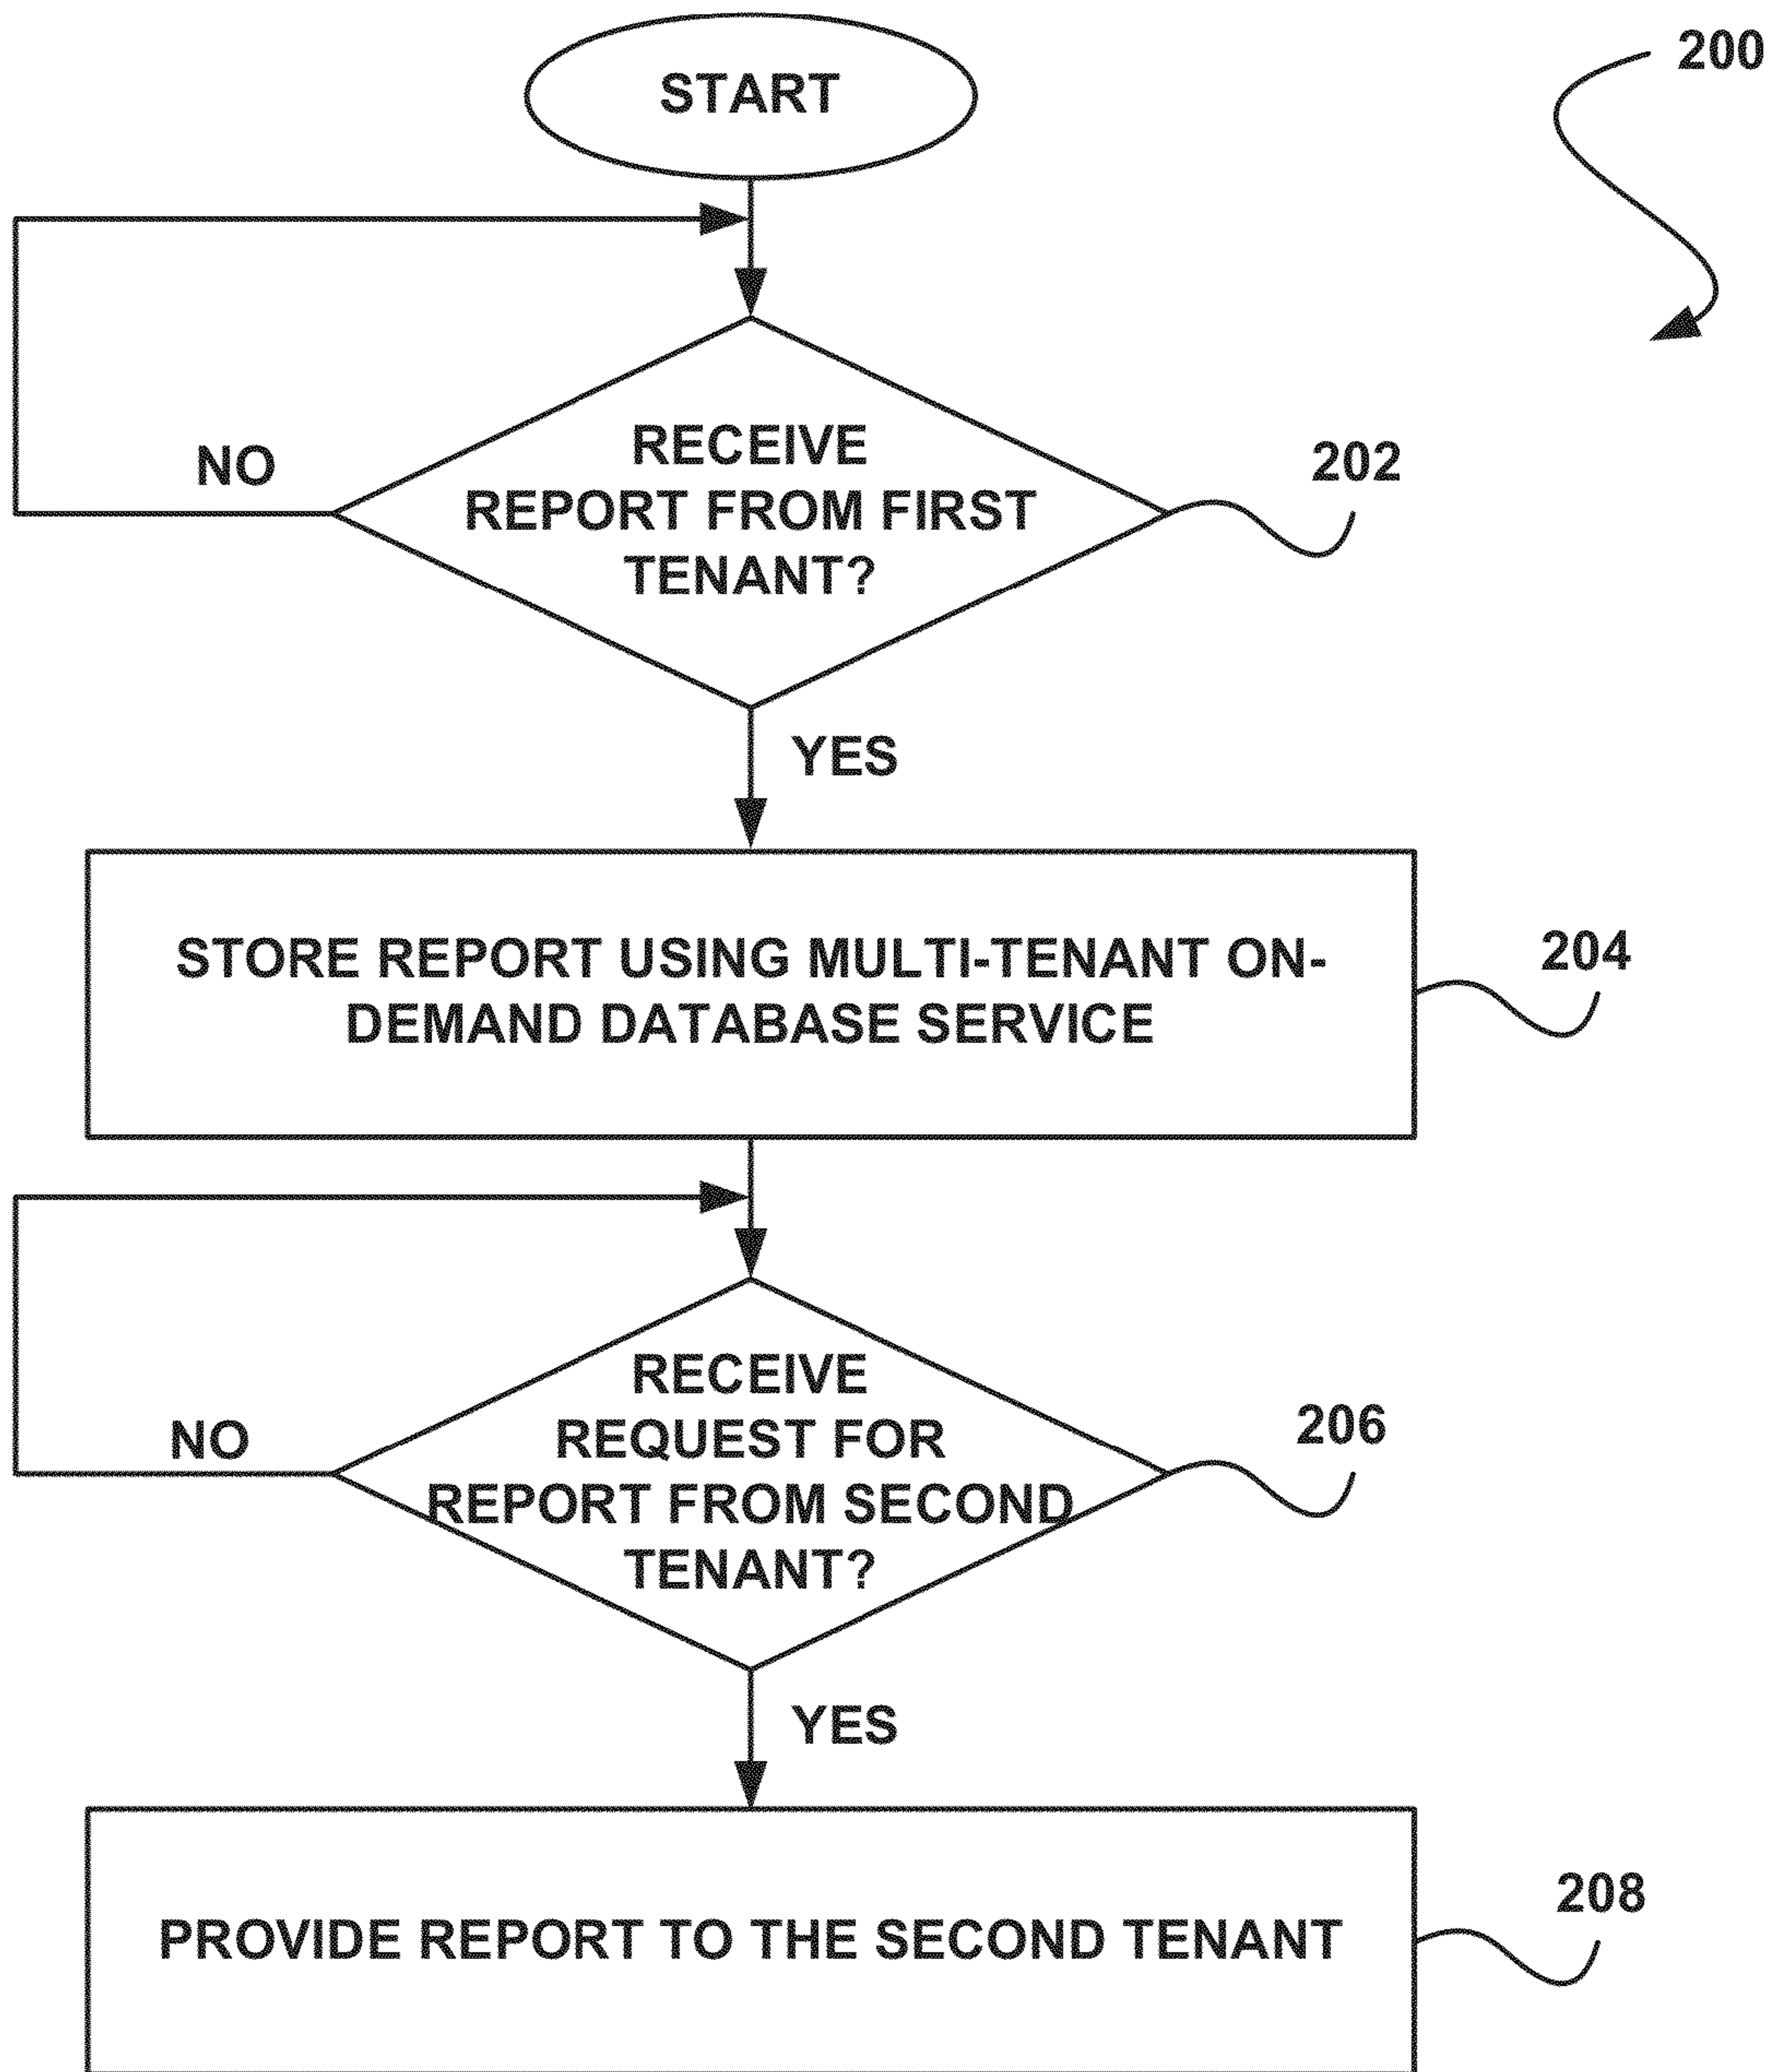 START
200
NO
RECEIVE
REPORT FROM FIRST
TENANT?
202
YES
STORE REPORT USING MULTI-TENANT ON-
DEMAND DATABASE SERVICE
204
NO
RECEIVE
REQUEST FOR
REPORT FROM SECOND
TENANT?
206
YES
PROVIDE REPORT TO THE SECOND TENANT
208